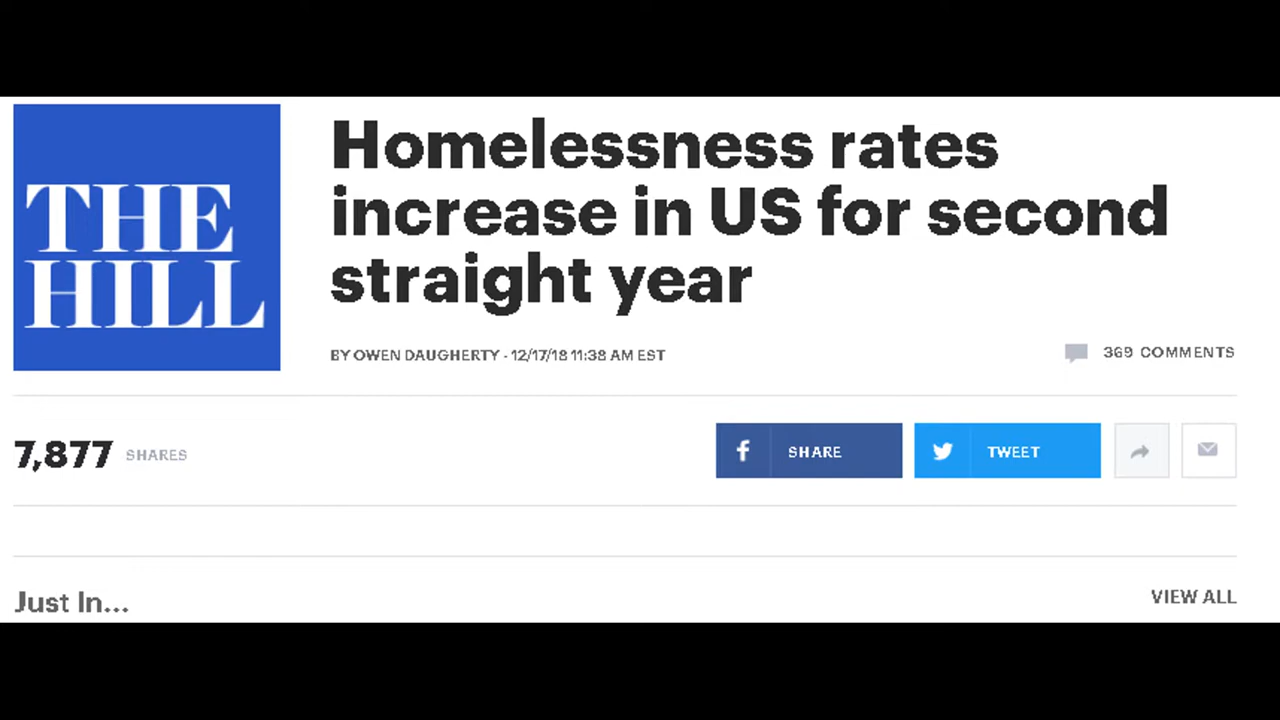 THE
HILL
Homelessness rates
increase in US for second
straight year
BY OWEN DAUGHERTY - 12/17/18 11:38 AM EST
369 COMMENTS
7,877 SHARES
f SHARE
TWEET
Just In...
VIEW ALL